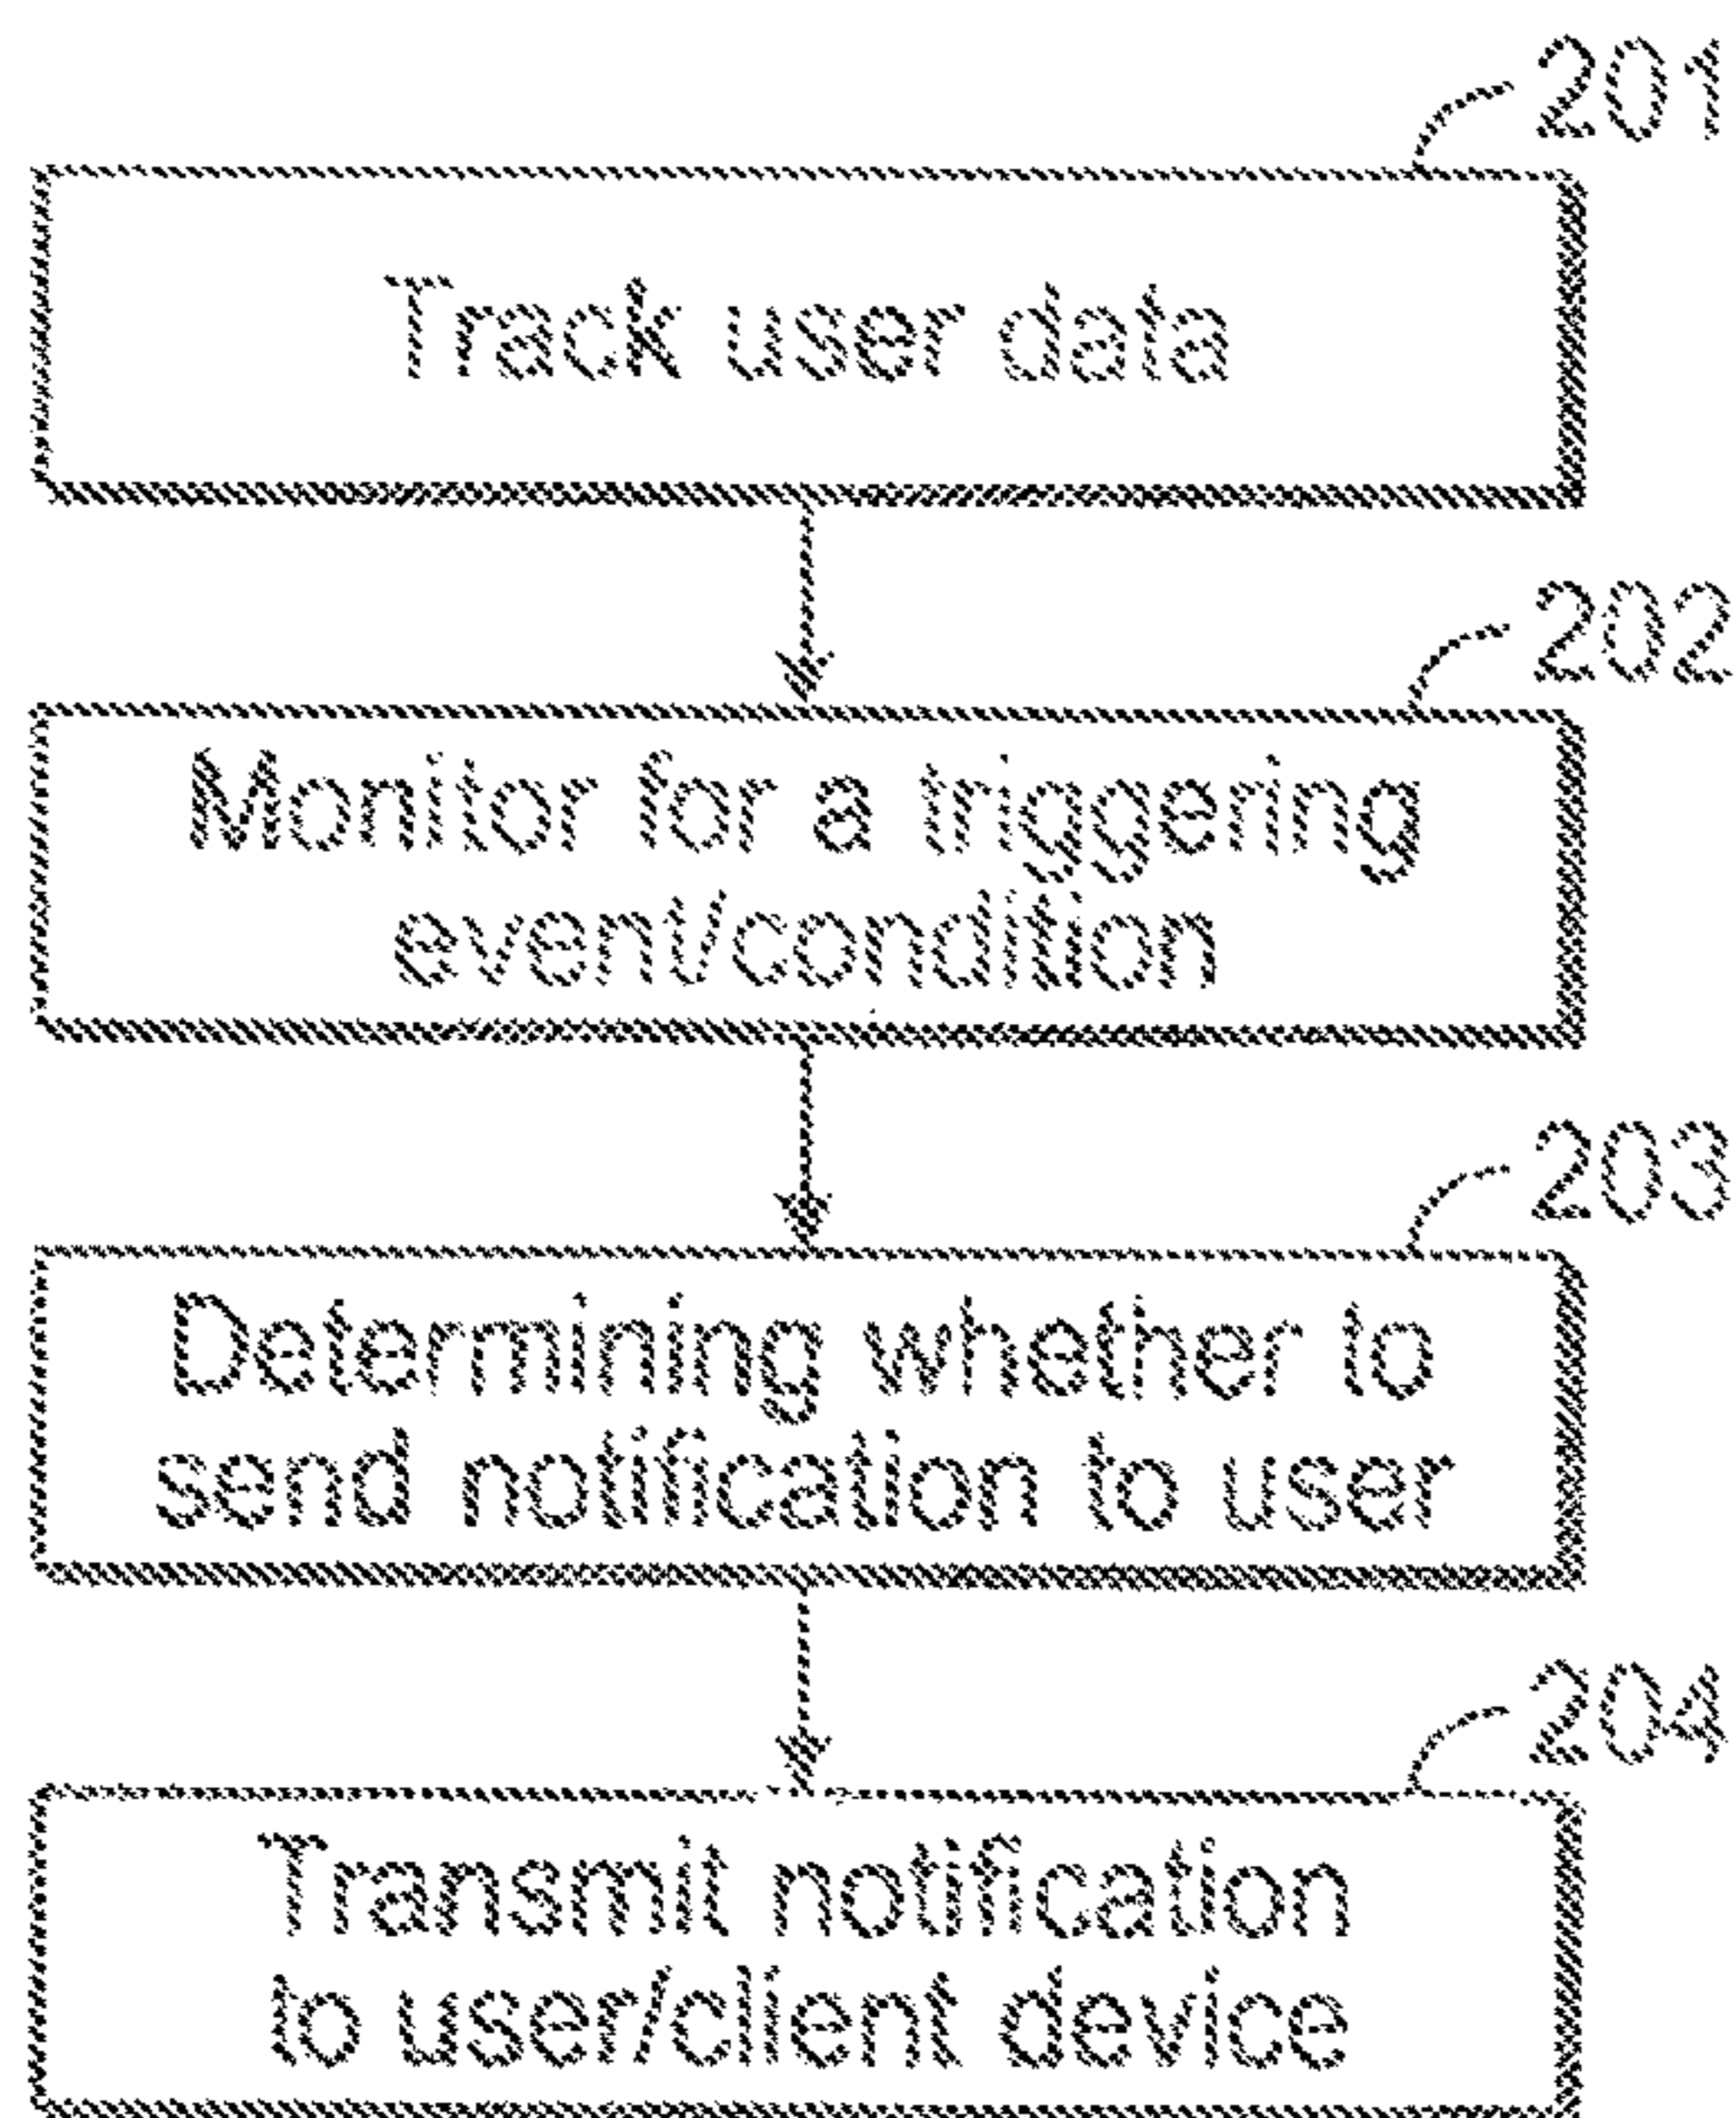 201
Track user data
202
Monitor for a triggering
event/condition
203
Determining whether to
send notification to user
204
Transmit notification
to user/client device